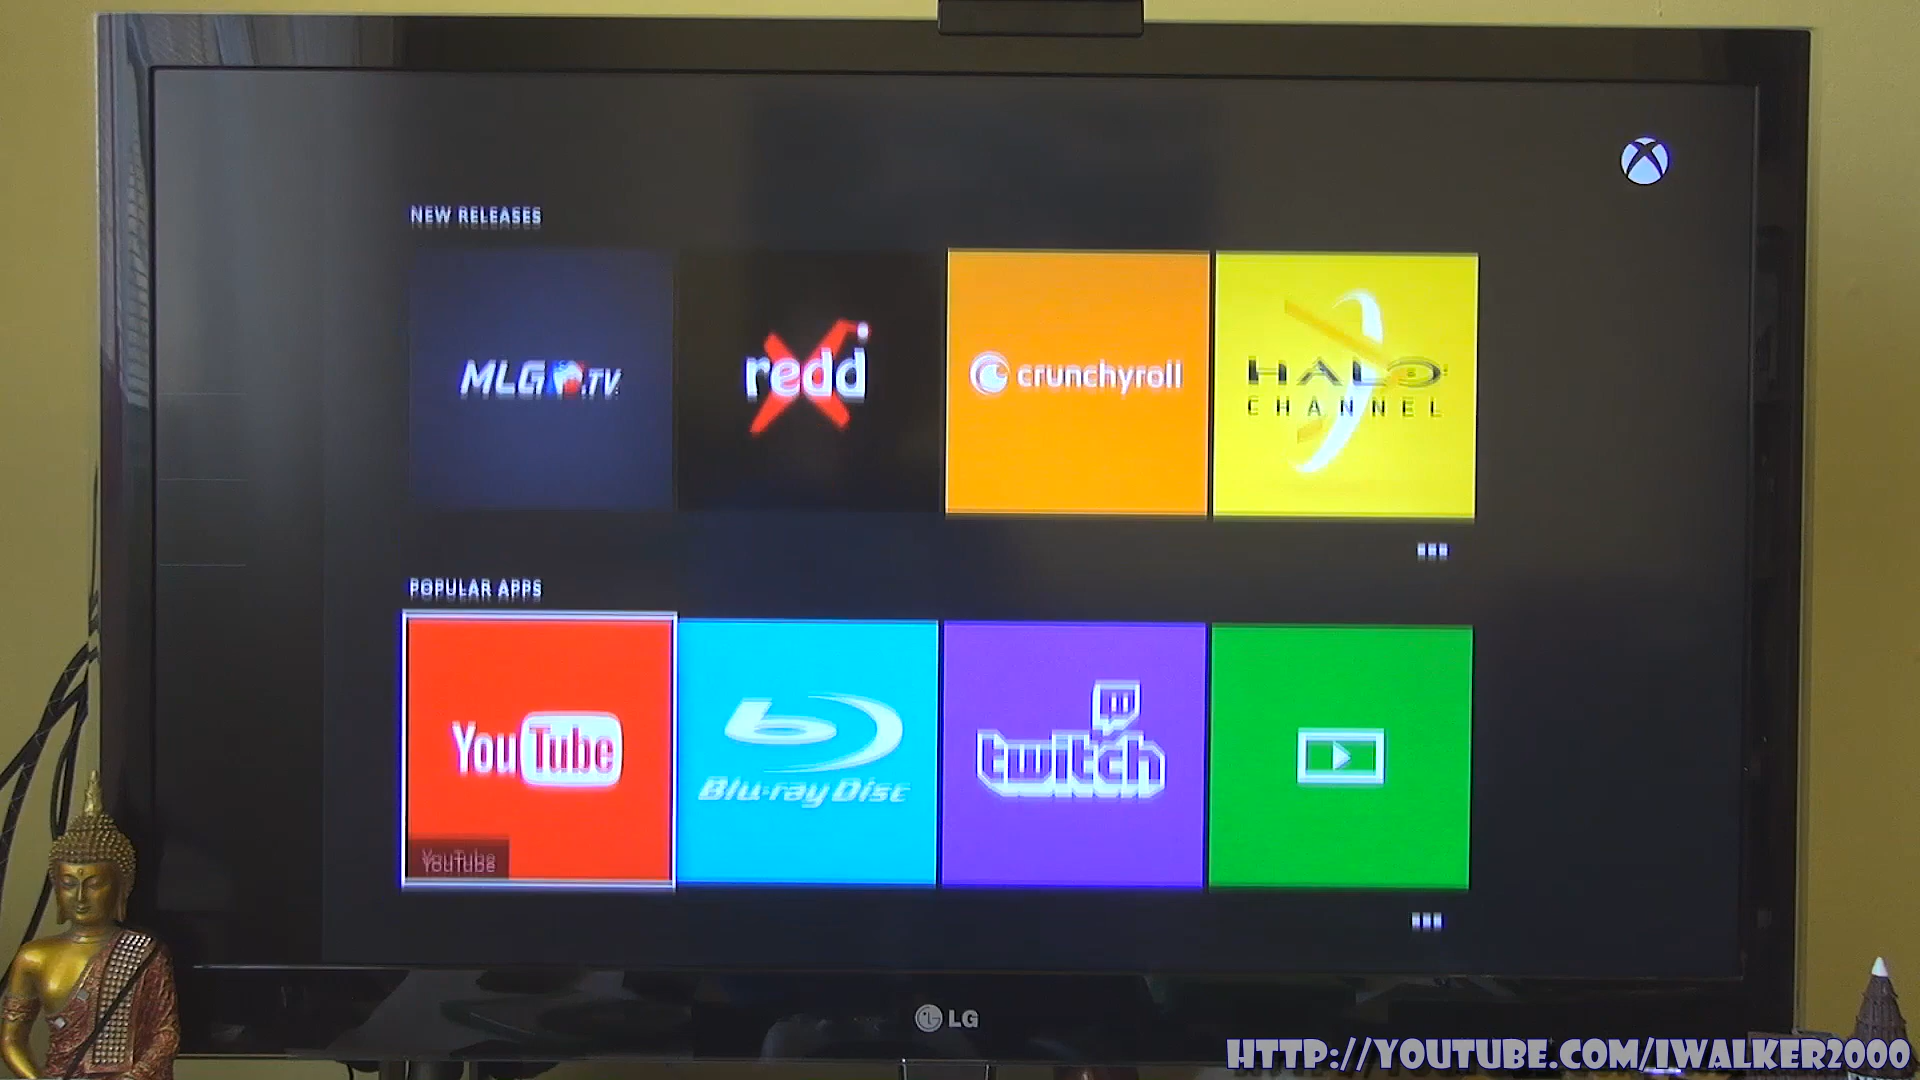 NEW RELEASES
MLG.TV
redd
crunchyroll
HALO
CHANNEL
POPULAR APPS
YouTube
YouTube
Blu-ray Disc
twitch
LG
HTTP://YOUTUBE.COM/IWALKER2000